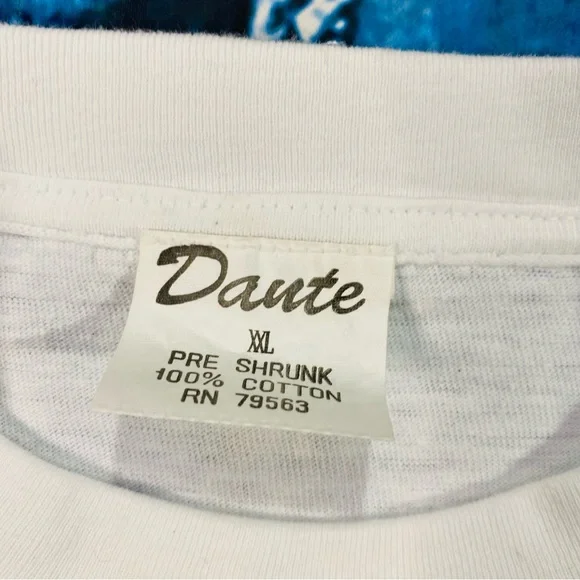 Dante
XXL
PRE SHRUNK
100% COTTON
RN 79563